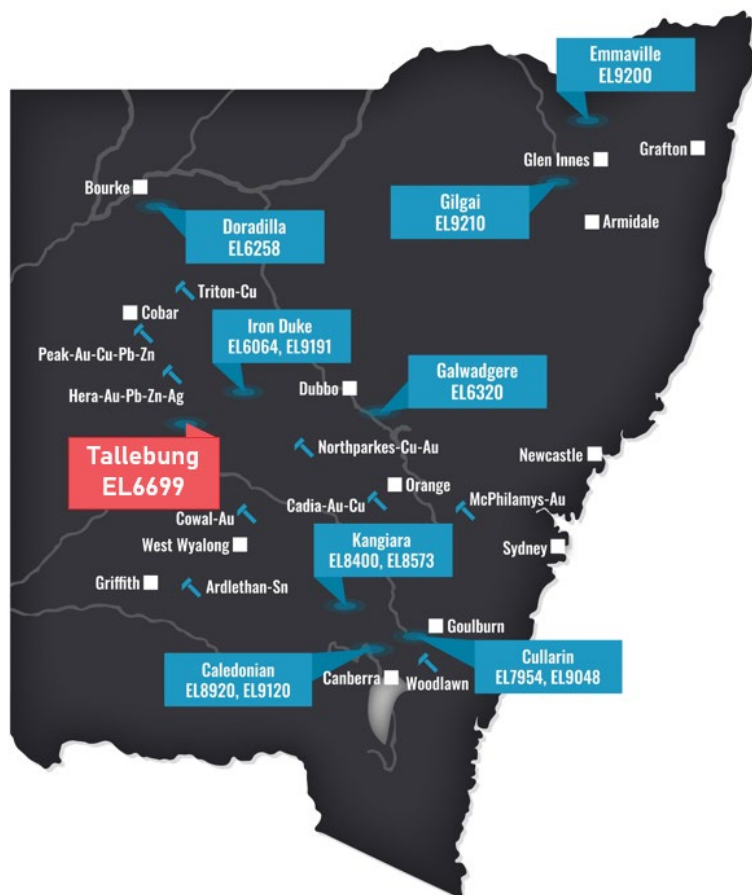 Emmaville
EL9200
Glen Innes
Grafton
Bourke
Gilgai
EL9210
Armidale
Doradilla
EL6258
Triton-Cu
Cobar
Iron Duke
EL6064, EL9191
Peak-Au-Cu-Pb-Zn
Galwadgere
EL6320
Dubbo
Hera-Au-Pb-Zn-Ag
Tallebung
EL6699
Northparkes-Cu-Au
Newcastle
Orange
Cadia-Au-Cu
McPhilamys-Au
Cowal-Au
West Wyalong
Kangiara
EL8400, EL8573
Sydney
Griffith
Ardlethan-Sn
Goulburn
Caledonian
EL8920, EL9120
Canberra
Woodlawn
Cullarin
EL7954, EL9048